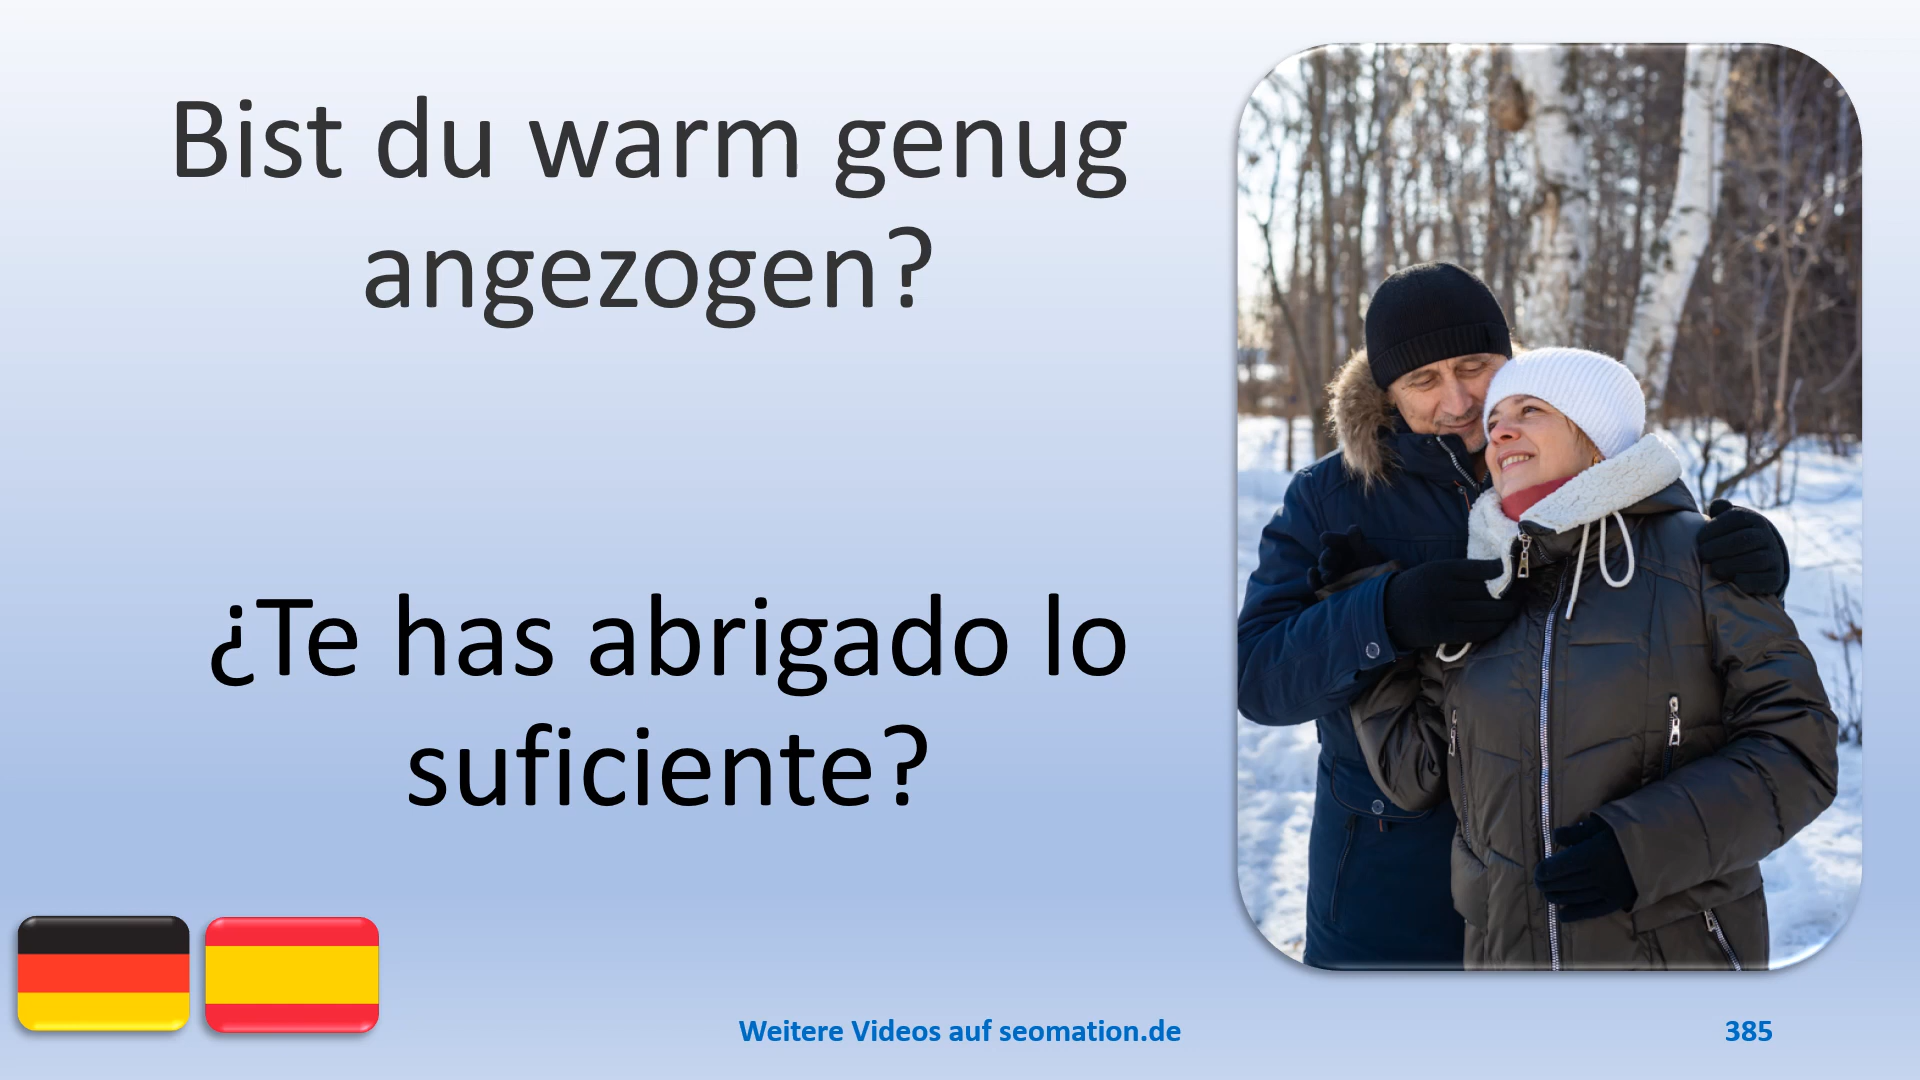 Bist du warm genug
angezogen?
¿Te has abrigado lo
suficiente?
Weitere Videos auf seomation.de
385